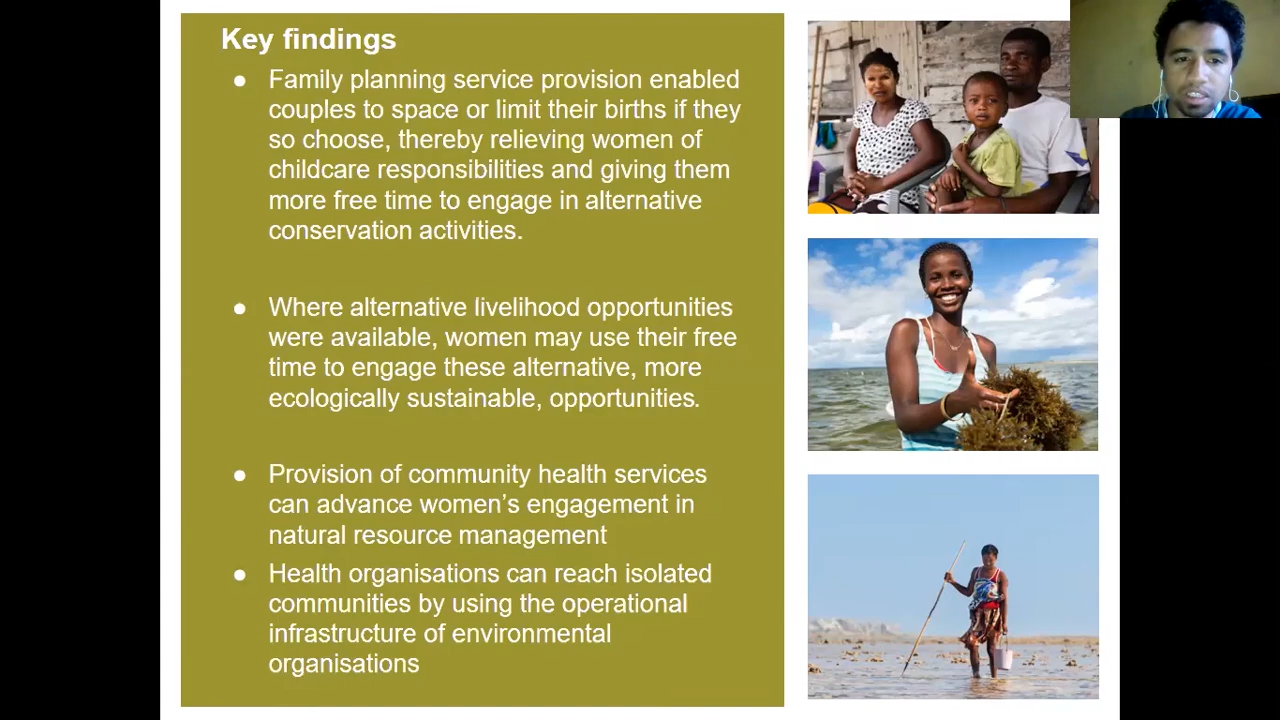 Key findings
● Family planning service provision enabled
couples to space or limit their births if they
so choose, thereby relieving women of
childcare responsibilities and giving them
more free time to engage in alternative
conservation activities.
● Where alternative livelihood opportunities
were available, women may use their free
time to engage these alternative, more
ecologically sustainable, opportunities.
● Provision of community health services
can advance women’s engagement in
natural resource management
● Health organisations can reach isolated
communities by using the operational
infrastructure of environmental
organisations